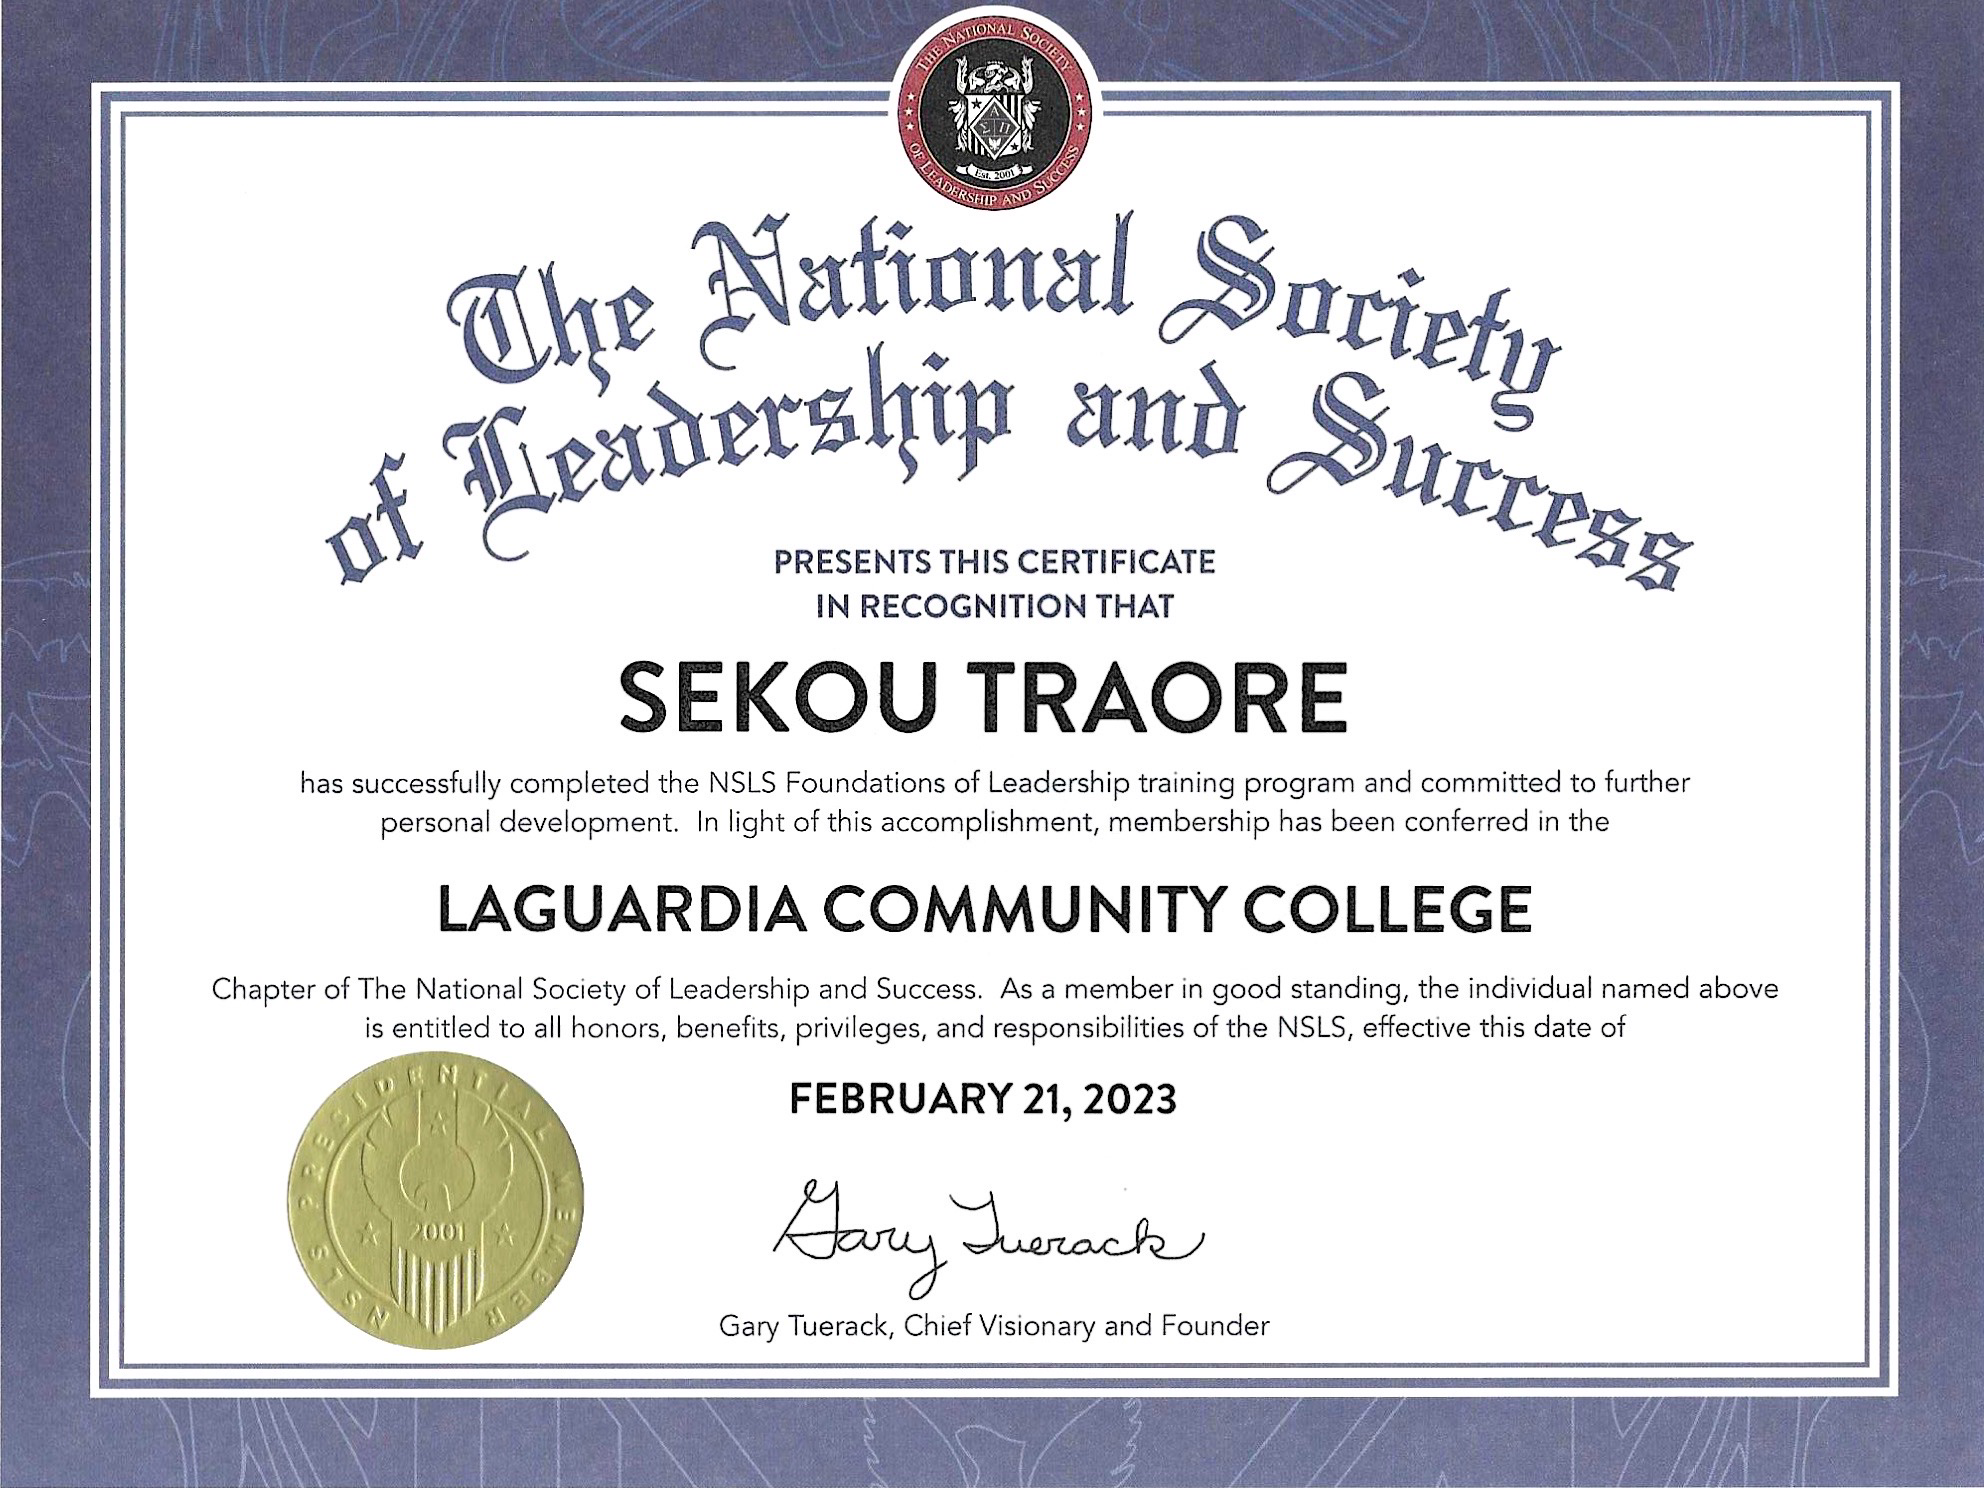 THE NATIONAL SOCIETY
OF LEADERSHIP AND SUCCESS
Λ
Σ Π
Est. 2001
The National Society
of Leadership and Success
PRESENTS THIS CERTIFICATE
IN RECOGNITION THAT
SEKOU TRAORE
has successfully completed the NSLS Foundations of Leadership training program and committed to further
personal development. In light of this accomplishment, membership has been conferred in the
LAGUARDIA COMMUNITY COLLEGE
Chapter of The National Society of Leadership and Success. As a member in good standing, the individual named above
is entitled to all honors, benefits, privileges, and responsibilities of the NSLS, effective this date of
FEBRUARY 21, 2023
NSLS PRESIDENTIAL MEMBER
2001
Gary Tuerack
Gary Tuerack, Chief Visionary and Founder